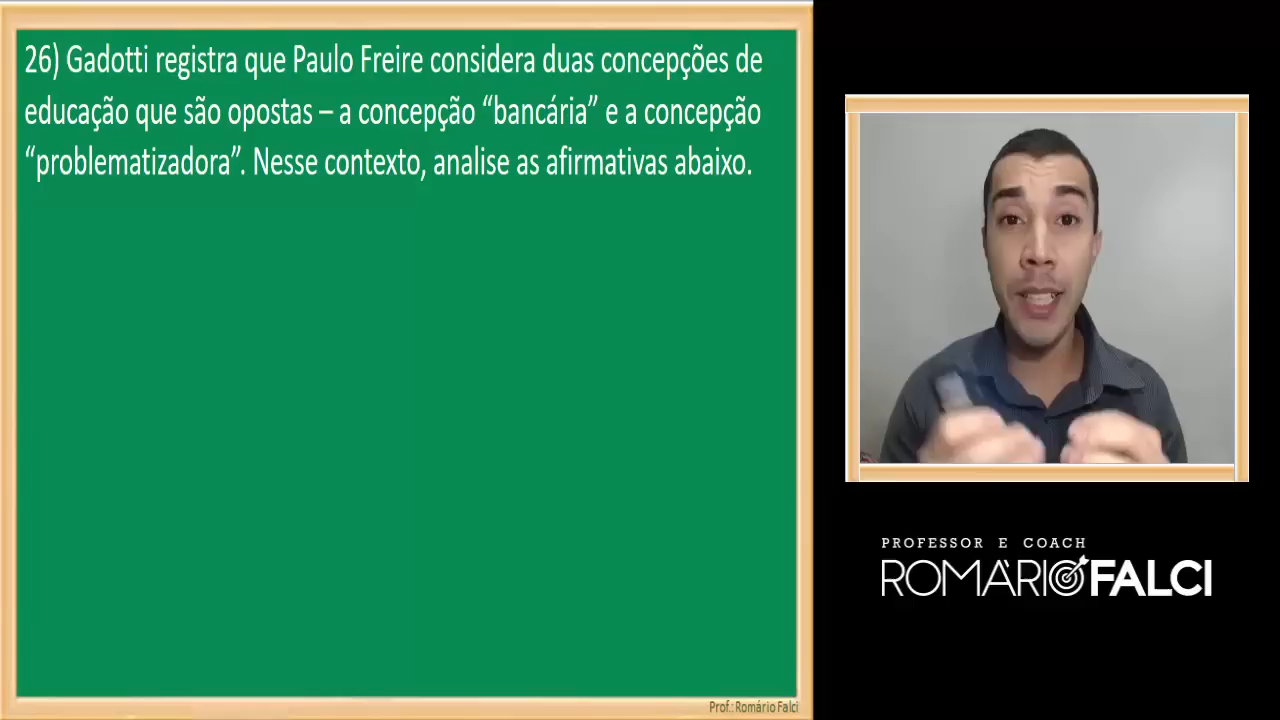 26) Gadotti registra que Paulo Freire considera duas concepções de
educação que são opostas – a concepção “bancária” e a concepção
“problematizadora”. Nesse contexto, analise as afirmativas abaixo.
Prof.: Romário Falci
PROFESSOR E COACH
ROMÁRIO FALCI